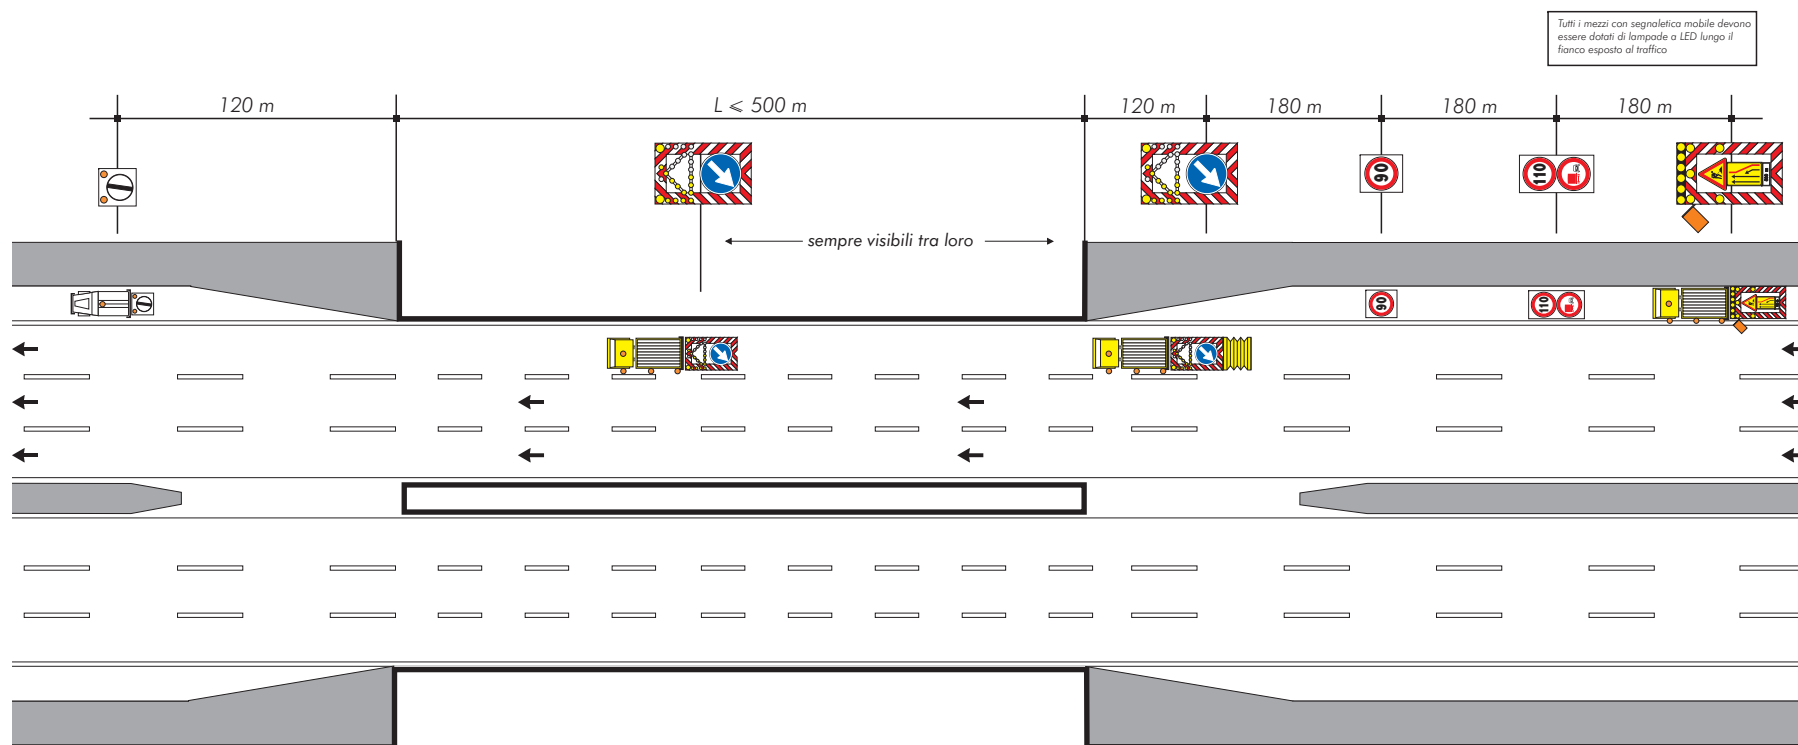 Tutti i mezzi con segnaletica mobile devono
essere dotati di lampade a LED lungo il
fianco esposto al traffico
120 m
L ⩽ 500 m
120 m
180 m
180 m
180 m
90
110
sempre visibili tra loro
90
110